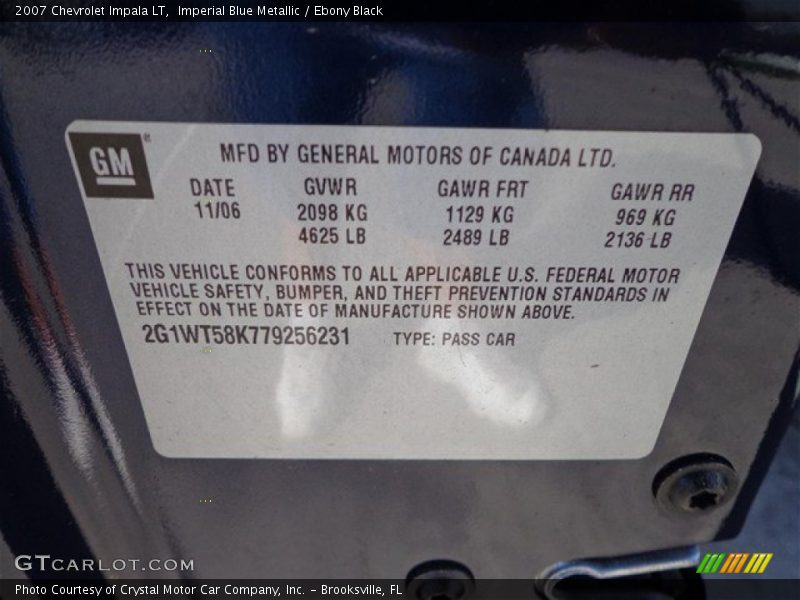 2007 Chevrolet Impala LT,  Imperial Blue Metallic / Ebony Black
GM®
MFD BY GENERAL MOTORS OF CANADA LTD.
DATE GVWR GAWR FRT GAWR RR
11/06 2098 KG 1129 KG 969 KG
4625 LB 2489 LB 2136 LB
THIS VEHICLE CONFORMS TO ALL APPLICABLE U.S. FEDERAL MOTOR
VEHICLE SAFETY, BUMPER, AND THEFT PREVENTION STANDARDS IN
EFFECT ON THE DATE OF MANUFACTURE SHOWN ABOVE.
2G1WT58K779256231 TYPE: PASS CAR
GTCARLOT.COM
Photo Courtesy of Crystal Motor Car Company, Inc. – Brooksville, FL